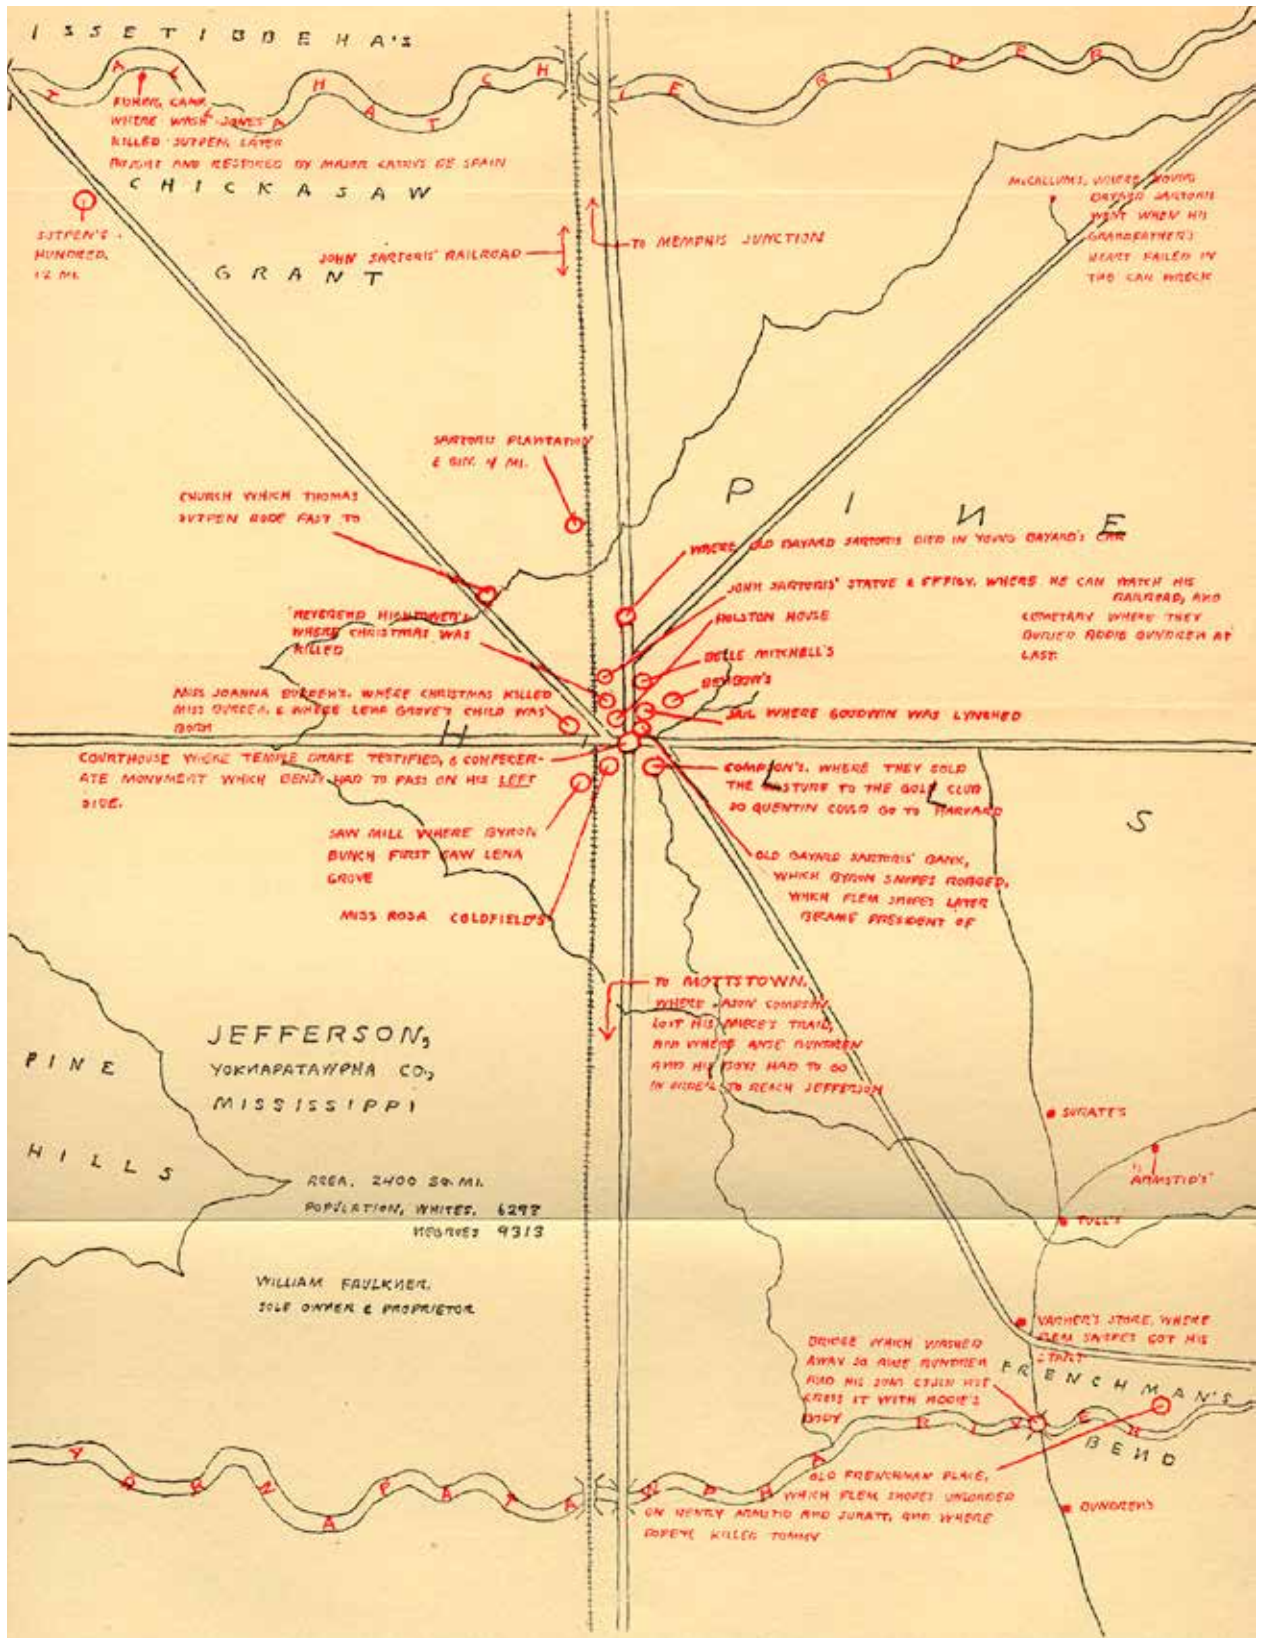 ISSETIBBEHA'S
TALLAHATCHIE RIVER
FISHING CAMP
WHERE WASH JONES
KILLED SUTPEN. LATER
BOUGHT AND RESTORED BY MAJOR CASSIUS DE SPAIN
CHICKASAW
GRANT
SUTPEN'S
HUNDRED,
12 MI.
JOHN SARTORIS' RAILROAD
TO MEMPHIS JUNCTION
McCALLUM'S, WHERE YOUNG
BAYARD SARTORIS
WENT WHEN HIS
GRANDFATHER'S
HEART FAILED IN
THE CAR WRECK
SARTORIS PLANTATION
& GIN. 4 MI.
CHURCH WHICH THOMAS
SUTPEN RODE FAST TO
PINE
WHERE OLD BAYARD SARTORIS DIED IN YOUNG BAYARD'S CAR
JOHN SARTORIS' STATUE & EFFIGY, WHERE HE CAN WATCH HIS
RAILROAD, AND
CEMETARY WHERE THEY
BURIED ADDIE BUNDREN AT
LAST.
HOLSTON HOUSE
BELLE MITCHELL'S
BENBOW'S
JAIL WHERE GOODWIN WAS LYNCHED
REVEREND HIGHTOWER'S,
WHERE CHRISTMAS WAS
KILLED
MISS JOANNA BURDEN'S, WHERE CHRISTMAS KILLED
MISS BURDEN, & WHERE LENA GROVE'S CHILD WAS
BORN
HILLS
COURTHOUSE WHERE TEMPLE DRAKE TESTIFIED, & CONFEDER-
ATE MONUMENT WHICH BENJY HAD TO PASS ON HIS LEFT
SIDE.
COMPSON'S, WHERE THEY SOLD
THE PASTURE TO THE GOLF CLUB
SO QUENTIN COULD GO TO HARVARD
SAW MILL WHERE BYRON
BUNCH FIRST SAW LENA
GROVE
MISS ROSA COLDFIELD'S
OLD BAYARD SARTORIS' BANK,
WHICH BYRON SNOPES ROBBED,
WHICH FLEM SNOPES LATER
BECAME PRESIDENT OF
TO MOTTSTOWN,
WHERE JASON COMPSON
LOST HIS NIECE'S TRAIL,
AND WHERE ANSE BUNDREN
AND HIS BOYS HAD TO GO
IN ORDER TO REACH JEFFERSON
JEFFERSON,
YOKNAPATAWPHA CO.,
MISSISSIPPI
PINE
HILLS
AREA, 2400 SQ. MI.
POPULATION, WHITES, 6298
NEGROES 9313
WILLIAM FAULKNER,
SOLE OWNER & PROPRIETOR
SURATT'S
ARMSTID'S
TULL'S
VARNER'S STORE, WHERE
FLEM SNOPES GOT HIS
START
BRIDGE WHICH WASHED
AWAY SO ANSE BUNDREN
AND HIS SONS COULD NOT
CROSS IT WITH ADDIE'S
BODY
FRENCHMAN'S
BEND
YOKNAPATAWPHA RIVER
OLD FRENCHMAN PLACE,
WHICH FLEM SNOPES UNLOADED
ON HENRY ARMSTID AND SURATT, AND WHERE
POPEYE KILLED TOMMY
BUNDREN'S